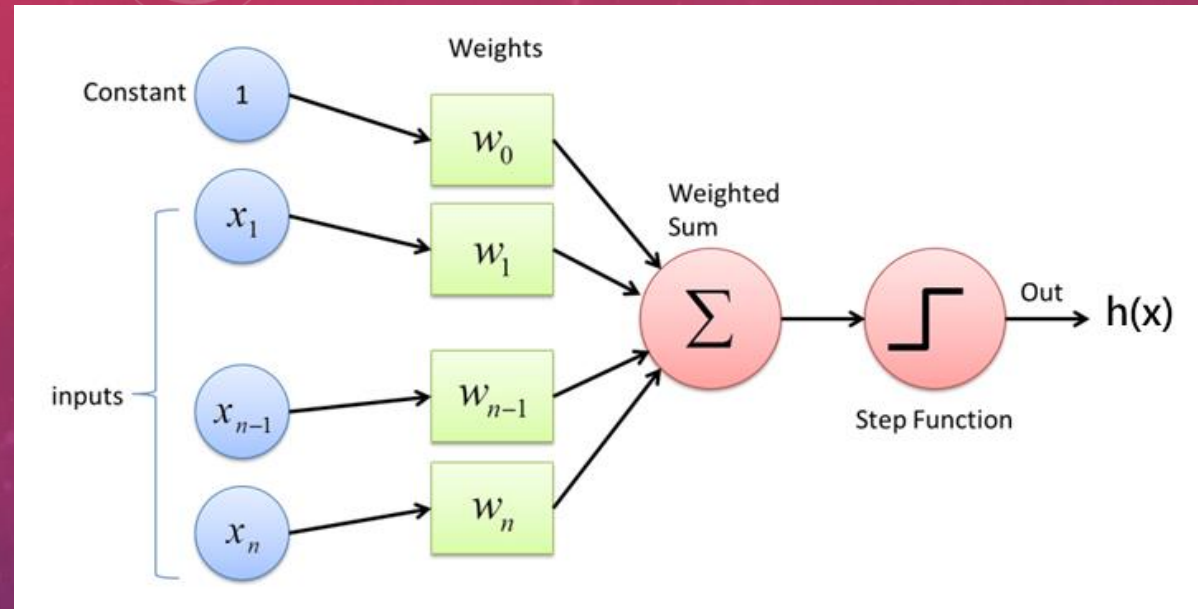 Weights
Constant
1
w₀
x₁
w₁
Weighted
Sum
Σ
Out
h(x)
inputs
xₙ₋₁
wₙ₋₁
Step Function
xₙ
wₙ